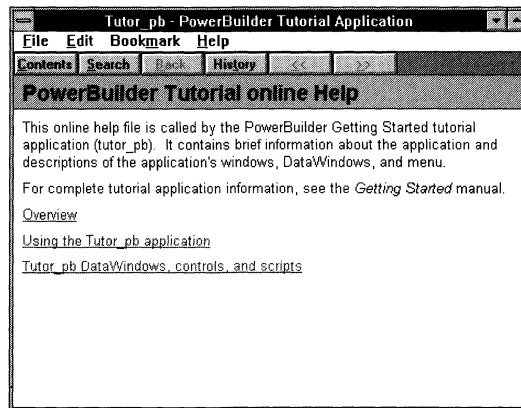 Tutor_pb - PowerBuilder Tutorial Application
File Edit Bookmark Help
Contents Search Back History << >>
PowerBuilder Tutorial online Help
This online help file is called by the PowerBuilder Getting Started tutorial
application (tutor_pb). It contains brief information about the application and
descriptions of the application's windows, DataWindows, and menu.
For complete tutorial application information, see the Getting Started manual.
Overview
Using the Tutor_pb application
Tutor_pb DataWindows, controls, and scripts